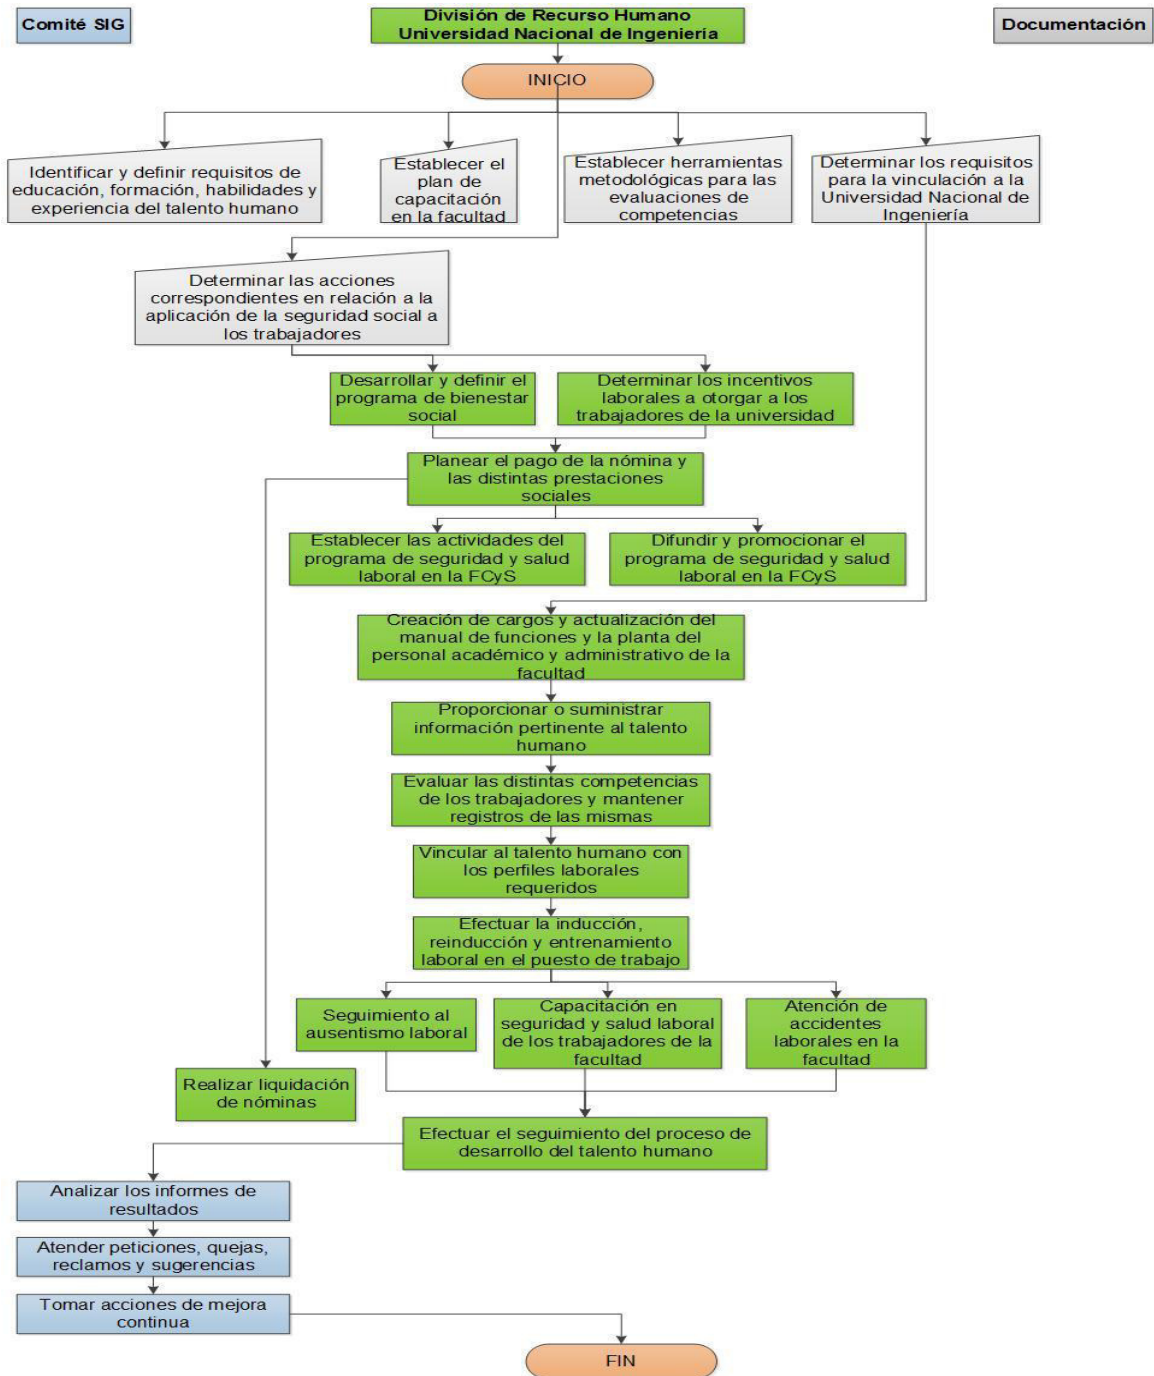 Comité SIG
División de Recurso Humano
Universidad Nacional de Ingeniería
Documentación
INICIO
Identificar y definir requisitos de
educación, formación, habilidades y
experiencia del talento humano
Establecer el
plan de
capacitación
en la facultad
Establecer herramientas
metodológicas para las
evaluaciones de
competencias
Determinar los requisitos
para la vinculación a la
Universidad Nacional de
Ingeniería
Determinar las acciones
correspondientes en relación a la
aplicación de la seguridad social a
los trabajadores
Desarrollar y definir el
programa de bienestar
social
Determinar los incentivos
laborales a otorgar a los
trabajadores de la universidad
Planear el pago de la nómina y
las distintas prestaciones
sociales
Establecer las actividades del
programa de seguridad y salud
laboral en la FCyS
Difundir y promocionar el
programa de seguridad y salud
laboral en la FCyS
Creación de cargos y actualización del
manual de funciones y la planta del
personal académico y administrativo de la
facultad
Proporcionar o suministrar
información pertinente al talento
humano
Evaluar las distintas competencias
de los trabajadores y mantener
registros de las mismas
Vincular al talento humano con
los perfiles laborales
requeridos
Efectuar la inducción,
reinducción y entrenamiento
laboral en el puesto de trabajo
Seguimiento al
ausentismo laboral
Capacitación en
seguridad y salud laboral
de los trabajadores de la
facultad
Atención de
accidentes
laborales en la
facultad
Realizar liquidación
de nóminas
Efectuar el seguimiento del proceso de
desarrollo del talento humano
Analizar los informes de
resultados
Atender peticiones, quejas,
reclamos y sugerencias
Tomar acciones de mejora
continua
FIN